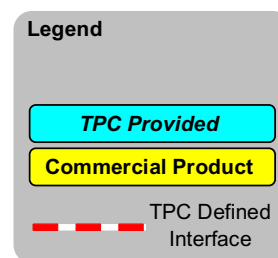 Legend
TPC Provided
Commercial Product
TPC Defined
Interface